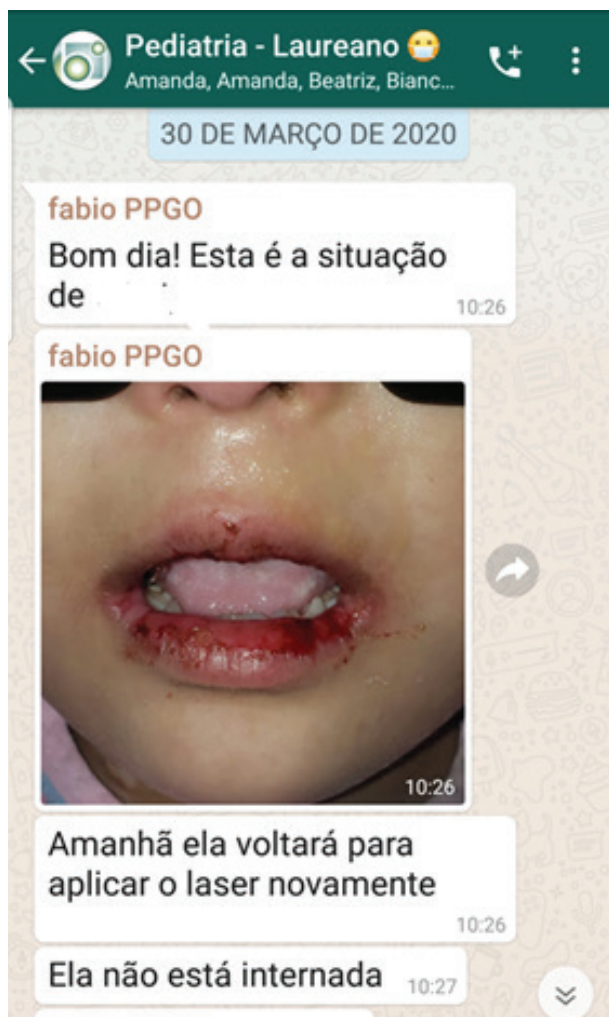 Pediatria - Laureano 😷
Amanda, Amanda, Beatriz, Bianc...
30 DE MARÇO DE 2020
fabio PPGO
Bom dia! Esta é a situação
de
10:26
fabio PPGO
10:26
Amanhã ela voltará para
aplicar o laser novamente
10:26
Ela não está internada 10:27